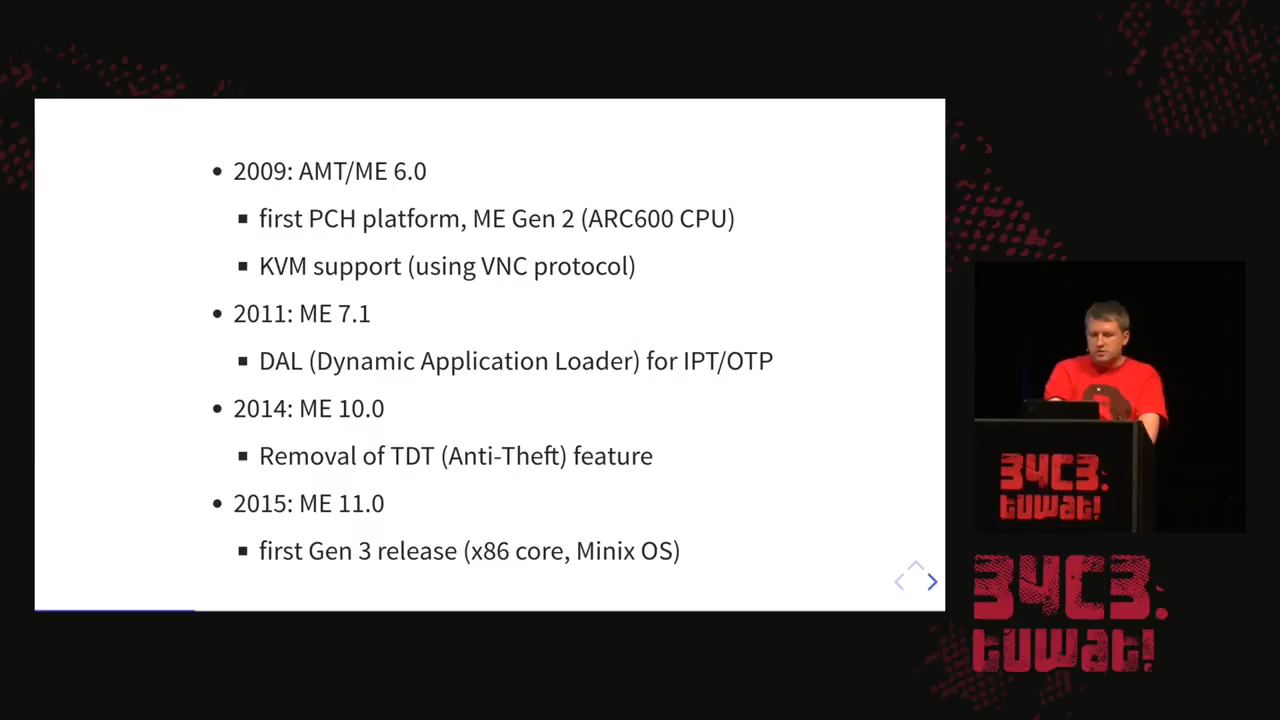 • 2009: AMT/ME 6.0
▪ first PCH platform, ME Gen 2 (ARC600 CPU)
▪ KVM support (using VNC protocol)
• 2011: ME 7.1
▪ DAL (Dynamic Application Loader) for IPT/OTP
• 2014: ME 10.0
▪ Removal of TDT (Anti-Theft) feature
• 2015: ME 11.0
▪ first Gen 3 release (x86 core, Minix OS)
34C3.
tuwat!
34C3.
tuwat!